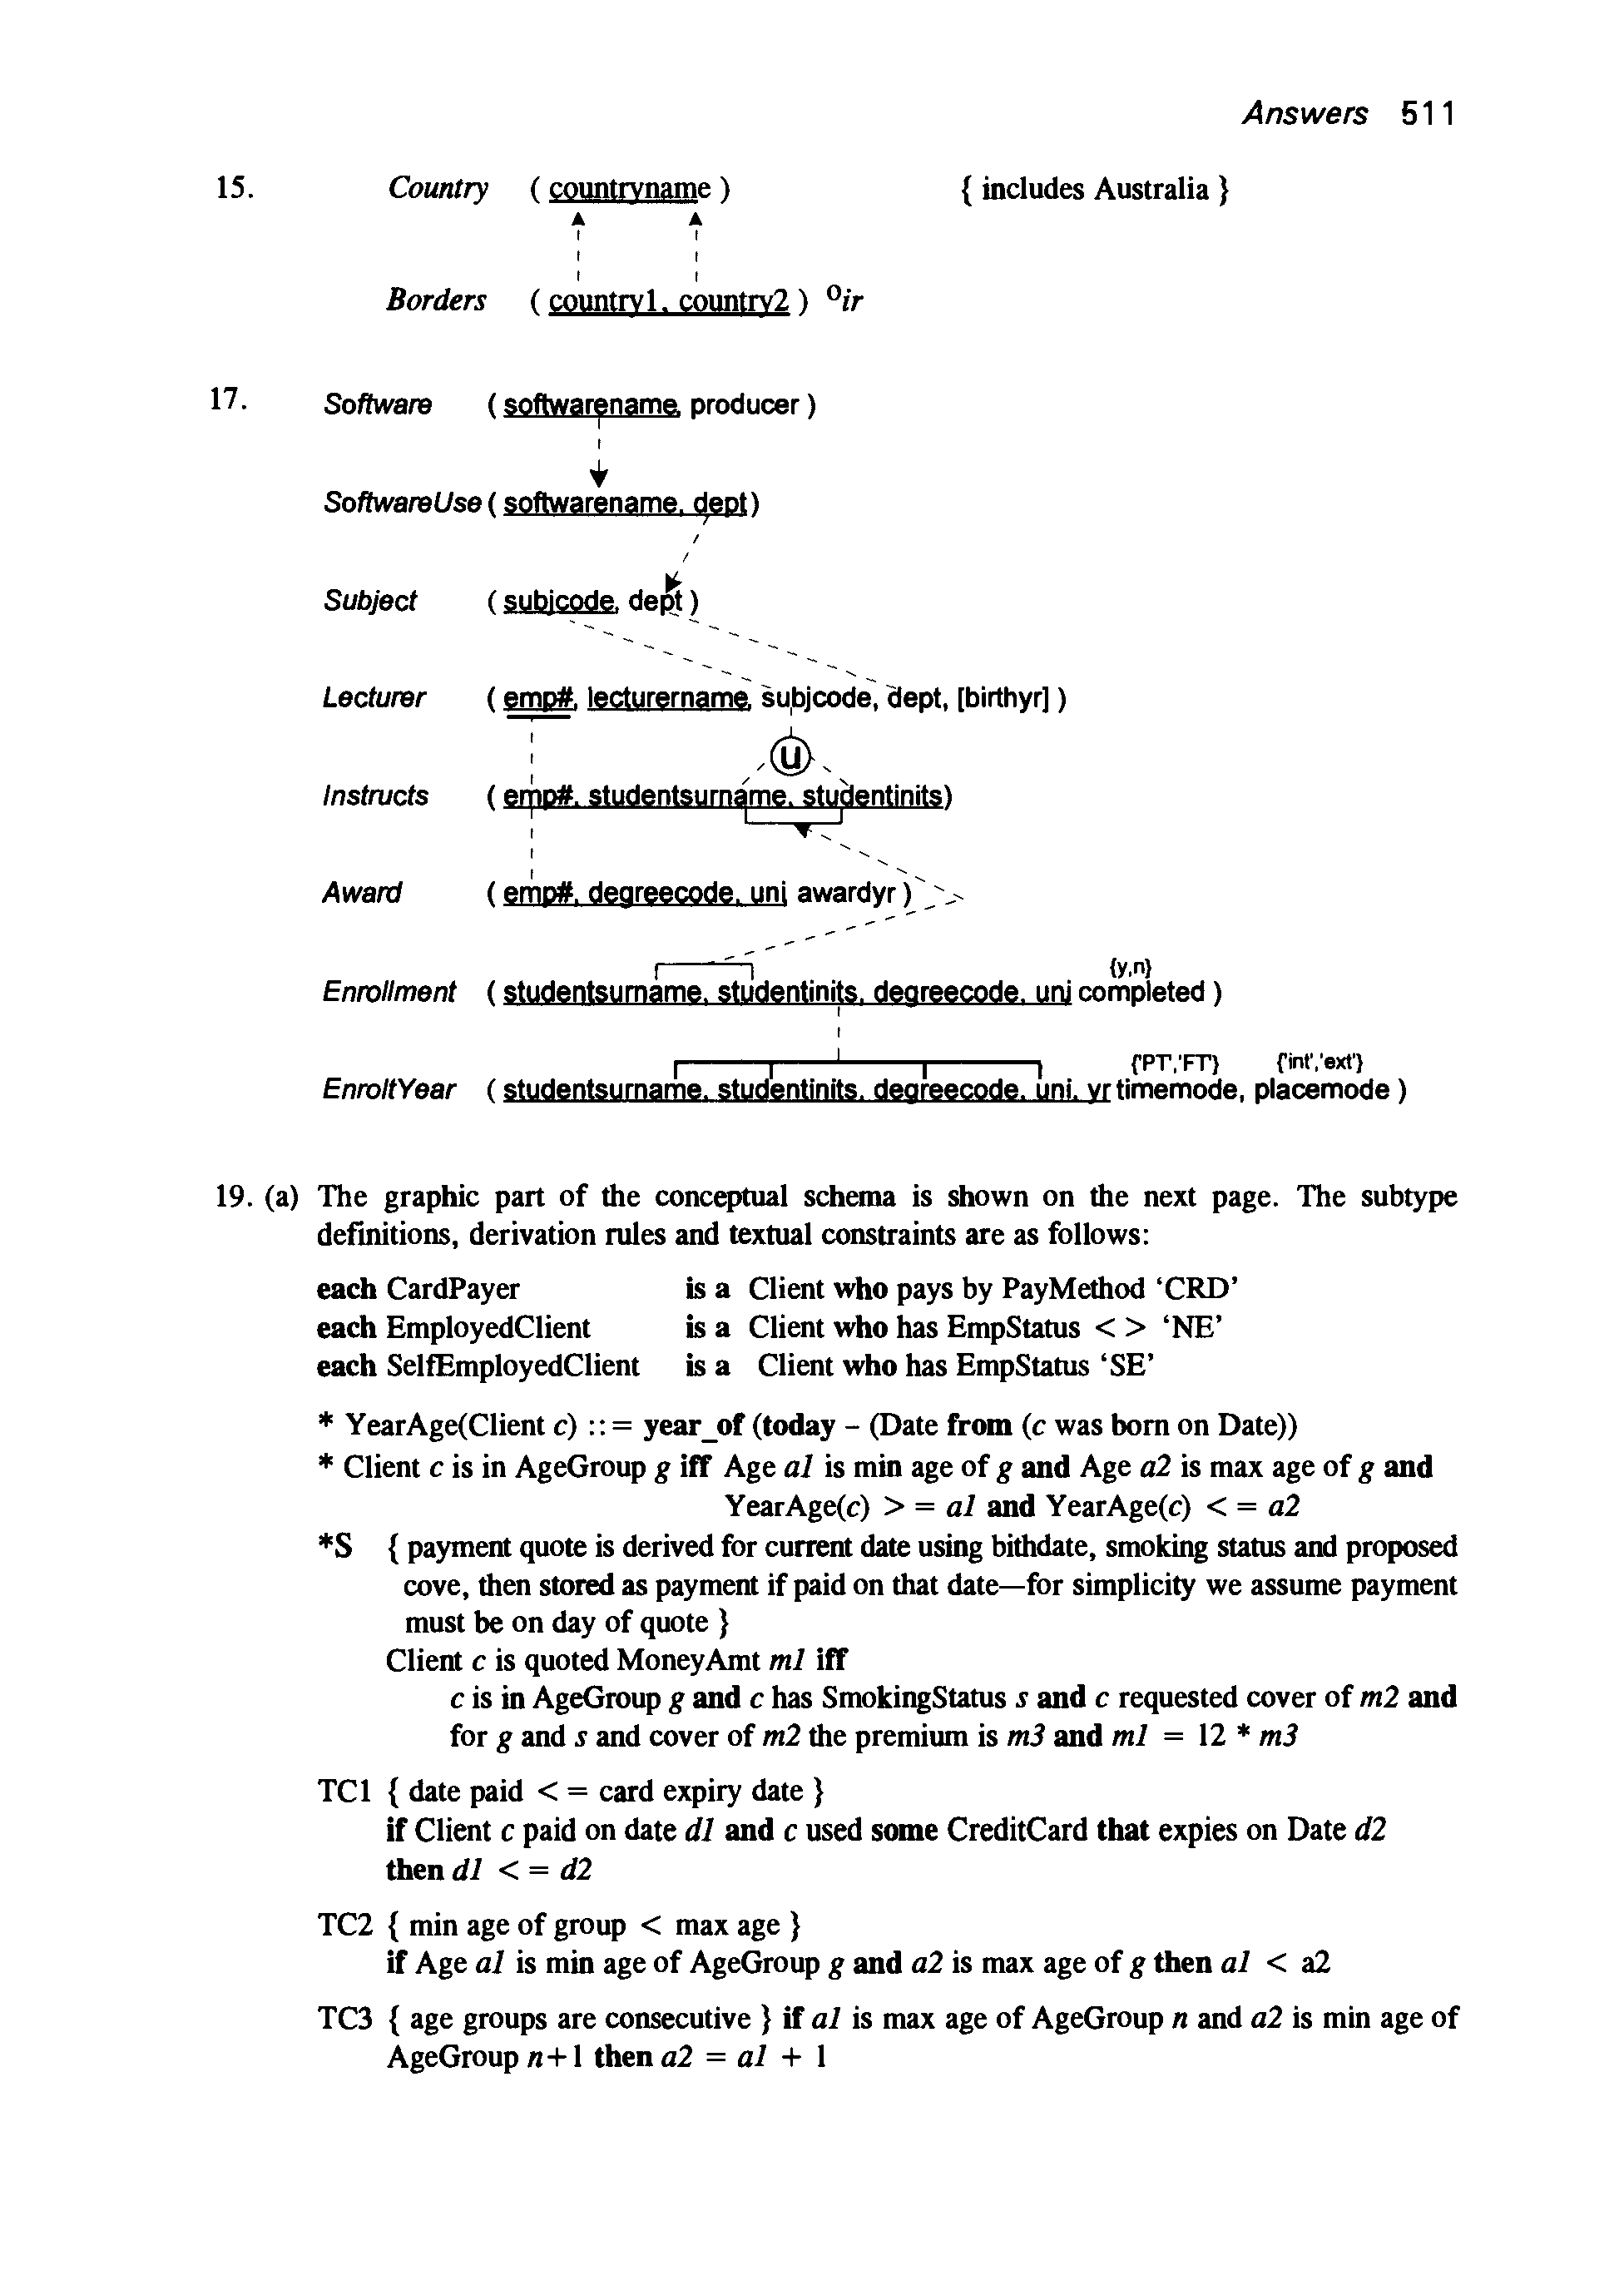 Answers 511
15. Country ( countryname ) { includes Australia }
Borders ( country1, country2 ) ᴼir
17. Software ( softwarename, producer )
SoftwareUse ( softwarename, dept )
Subject ( subjcode, dept )
Lecturer ( emp#, lecturername, subjcode, dept, [birthyr] )
U
Instructs ( emp#, studentsurname, studentinits)
Award ( emp#, degreecode, uni, awardyr )
{y,n}
Enrollment ( studentsurname, studentinits, degreecode, uni, completed )
{'PT','FT'} {'int','ext'}
EnroltYear ( studentsurname, studentinits, degreecode, uni, yr timemode, placemode )
19. (a) The graphic part of the conceptual schema is shown on the next page. The subtype
definitions, derivation rules and textual constraints are as follows:
each CardPayer is a Client who pays by PayMethod ‘CRD’
each EmployedClient is a Client who has EmpStatus < > ‘NE’
each SelfEmployedClient is a Client who has EmpStatus ‘SE’
* YearAge(Client c) ::= year_of (today – (Date from (c was born on Date))
* Client c is in AgeGroup g iff Age a1 is min age of g and Age a2 is max age of g and
YearAge(c) > = a1 and YearAge(c) < = a2
*S { payment quote is derived for current date using bithdate, smoking status and proposed
cove, then stored as payment if paid on that date—for simplicity we assume payment
must be on day of quote }
Client c is quoted MoneyAmt m1 iff
c is in AgeGroup g and c has SmokingStatus s and c requested cover of m2 and
for g and s and cover of m2 the premium is m3 and m1 = 12 * m3
TC1 { date paid < = card expiry date }
if Client c paid on date d1 and c used some CreditCard that expies on Date d2
then d1 < = d2
TC2 { min age of group < max age }
if Age a1 is min age of AgeGroup g and a2 is max age of g then a1 < a2
TC3 { age groups are consecutive } if a1 is max age of AgeGroup n and a2 is min age of
AgeGroup n+1 then a2 = a1 + 1